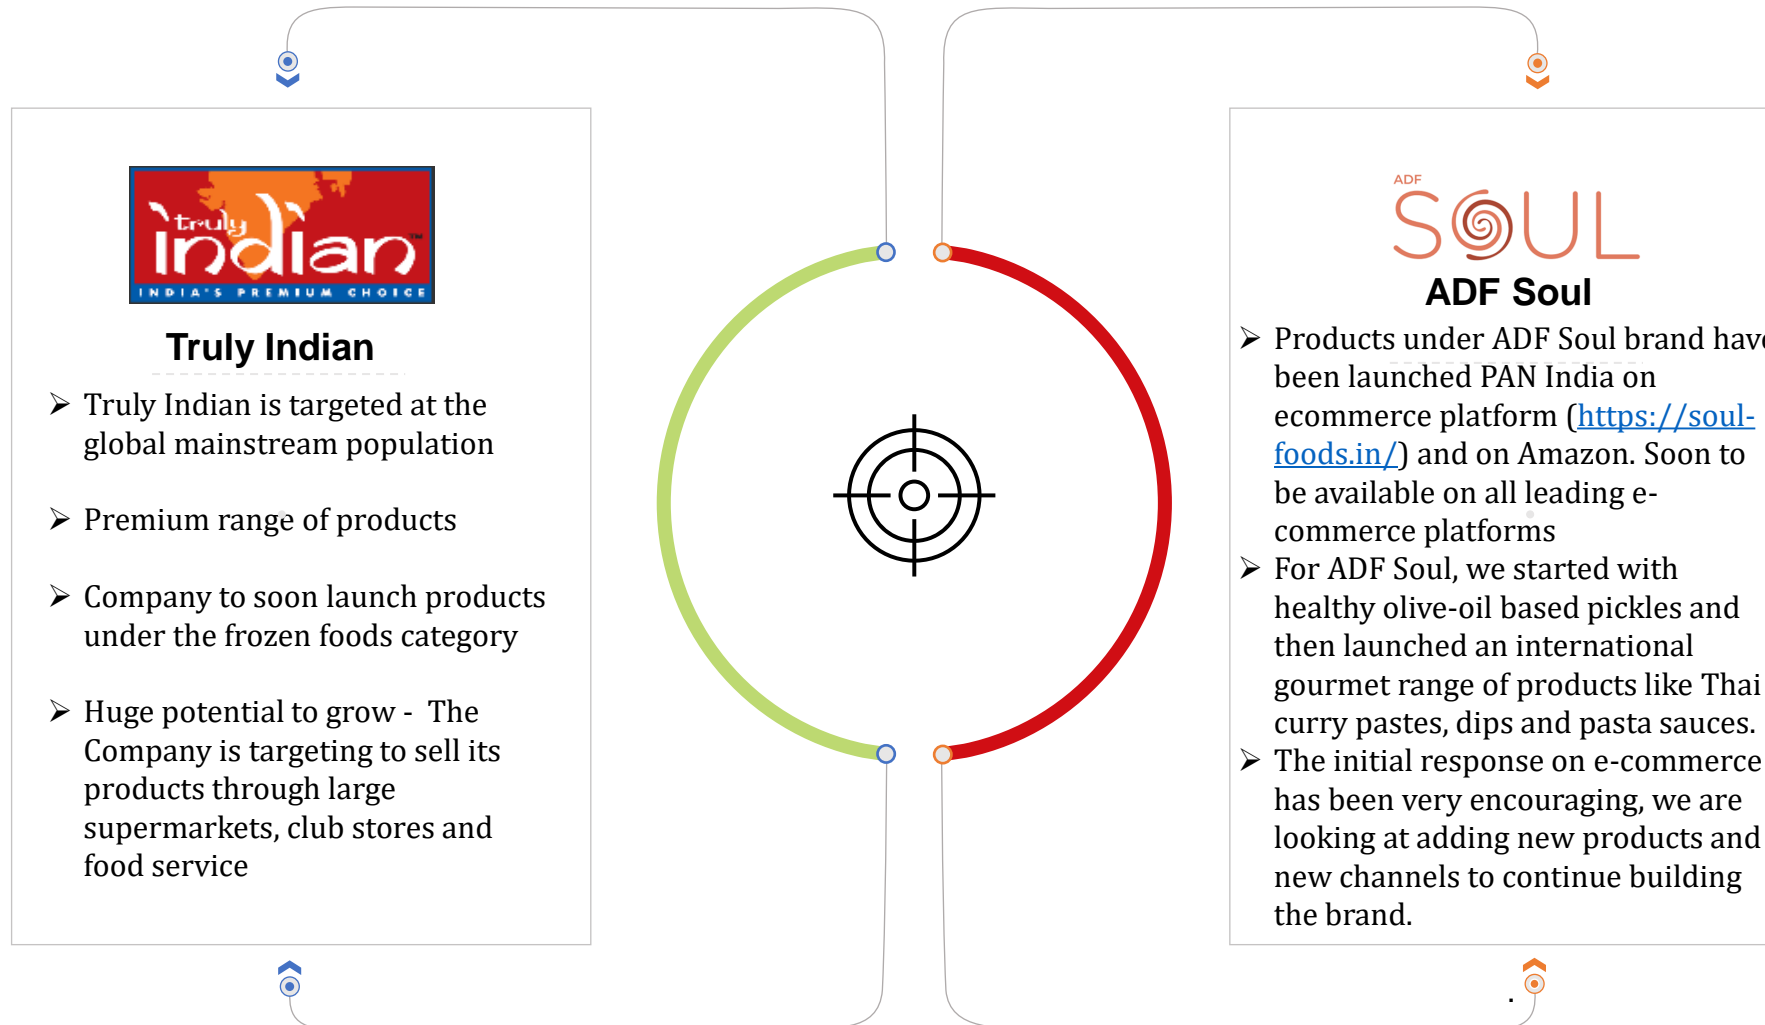 truly
indian™
INDIA'S PREMIUM CHOICE
Truly Indian
➢ Truly Indian is targeted at the
global mainstream population
➢ Premium range of products
➢ Company to soon launch products
under the frozen foods category
➢ Huge potential to grow - The
Company is targeting to sell its
products through large
supermarkets, club stores and
food service
ADF
SOUL
ADF Soul
➢ Products under ADF Soul brand have
been launched PAN India on
ecommerce platform (https://soul-
foods.in/) and on Amazon. Soon to
be available on all leading e-
commerce platforms
➢ For ADF Soul, we started with
healthy olive-oil based pickles and
then launched an international
gourmet range of products like Thai
curry pastes, dips and pasta sauces.
➢ The initial response on e-commerce
has been very encouraging, we are
looking at adding new products and
new channels to continue building
the brand.
.